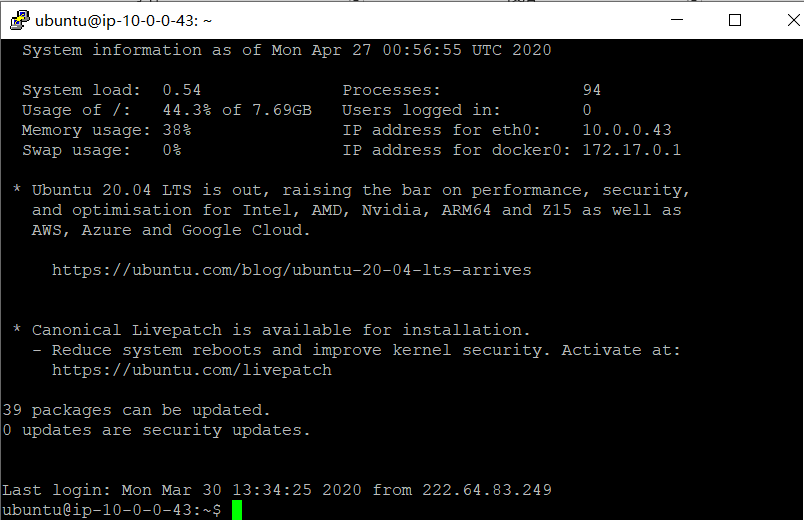 ubuntu@ip-10-0-0-43: ~
System information as of Mon Apr 27 00:56:55 UTC 2020
System load:  0.54              Processes:              94
Usage of /:   44.3% of 7.69GB   Users logged in:        0
Memory usage: 38%               IP address for eth0:    10.0.0.43
Swap usage:   0%                IP address for docker0: 172.17.0.1
* Ubuntu 20.04 LTS is out, raising the bar on performance, security,
and optimisation for Intel, AMD, Nvidia, ARM64 and Z15 as well as
AWS, Azure and Google Cloud.
https://ubuntu.com/blog/ubuntu-20-04-lts-arrives
* Canonical Livepatch is available for installation.
- Reduce system reboots and improve kernel security. Activate at:
https://ubuntu.com/livepatch
39 packages can be updated.
0 updates are security updates.
Last login: Mon Mar 30 13:34:25 2020 from 222.64.83.249
ubuntu@ip-10-0-0-43:~$